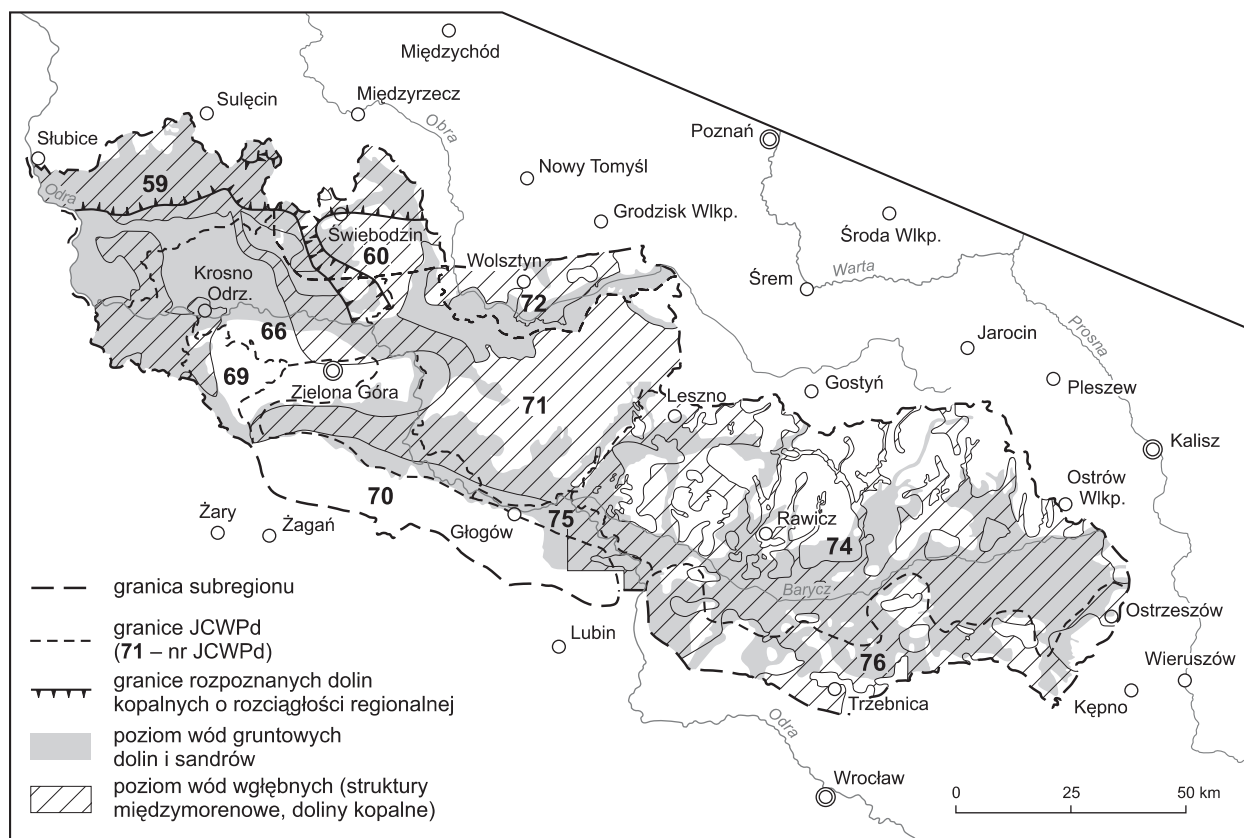 Międzychód
Sulęcin
Międzyrzecz
Słubice
Obra
Poznań
Nowy Tomyśl
Odra
59
Grodzisk Wlkp.
Środa Wlkp.
Świebodzin
60
Wolsztyn
Krosno
Odrz.
72
Śrem
Warta
66
Prosna
Jarocin
69
Zielona Góra
71
Leszno
Gostyń
Pleszew
Kalisz
70
Ostrów
Wlkp.
Żary
Żagań
Głogów
75
Rawicz
74
Barycz
granica subregionu
Lubin
Ostrzeszów
granice JCWPd
(71 – nr JCWPd)
76
Wieruszów
granice rozpoznanych dolin
kopalnych o rozciągłości regionalnej
Trzebnica
Kępno
Odra
poziom wód gruntowych
dolin i sandrów
poziom wód wgłębnych (struktury
międzymorenowe, doliny kopalne)
Wrocław
0 25 50 km